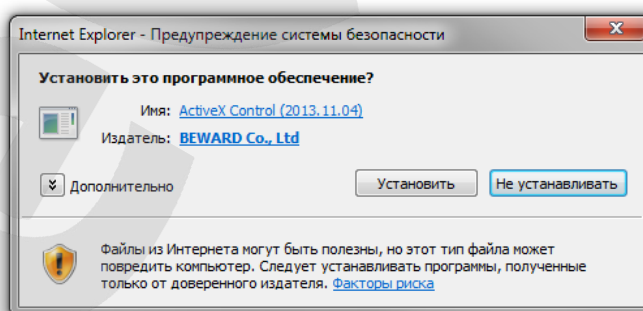 Internet Explorer - Предупреждение системы безопасности
Установить это программное обеспечение?
Имя: ActiveX Control (2013.11.04)
Издатель: BEWARD Co., Ltd
Дополнительно
Установить
Не устанавливать
Файлы из Интернета могут быть полезны, но этот тип файла может
повредить компьютер. Следует устанавливать программы, полученные
только от доверенного издателя. Факторы риска